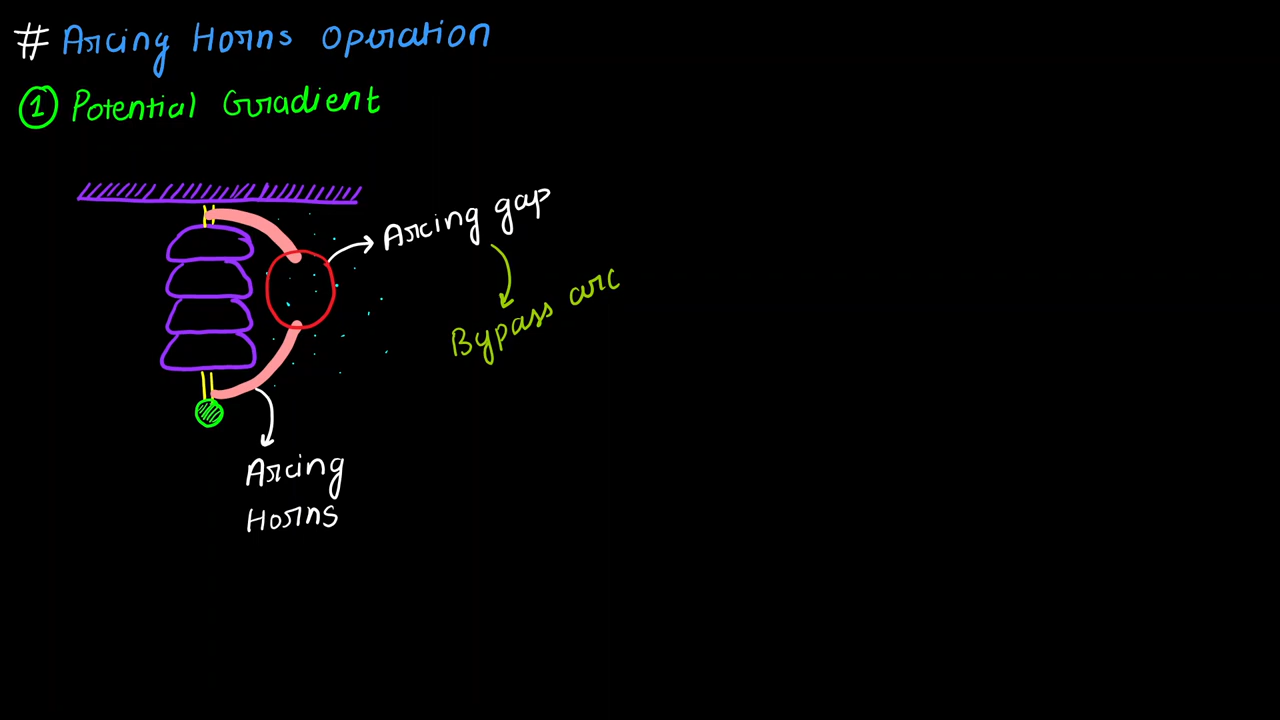 # Arcing Horns Operation
① Potential Gradient
Arcing gap
Bypass arc
Arcing
Horns